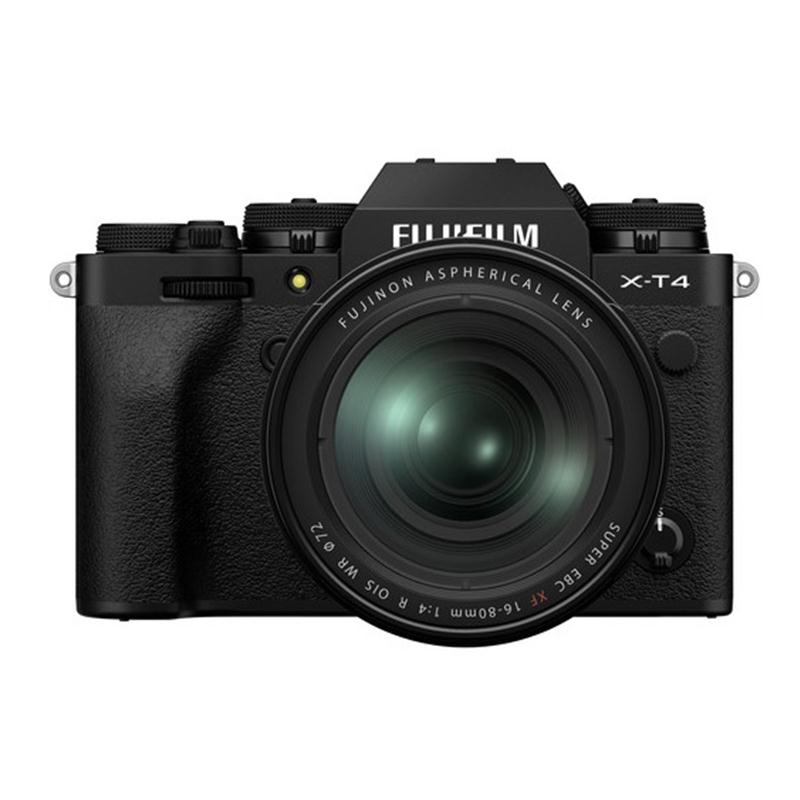 FUJIFILM
X-T4
FUJINON ASPHERICAL LENS
SUPER EBC XF 16-80mm 1:4 R OIS WR ø72
S